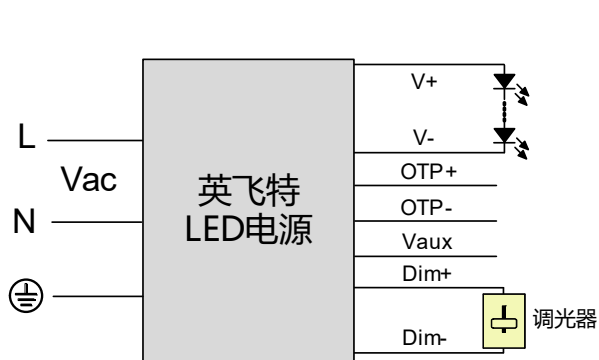 L
Vac
N
英飞特
LED电源
V+
V-
OTP+
OTP-
Vaux
Dim+
Dim-
调光器